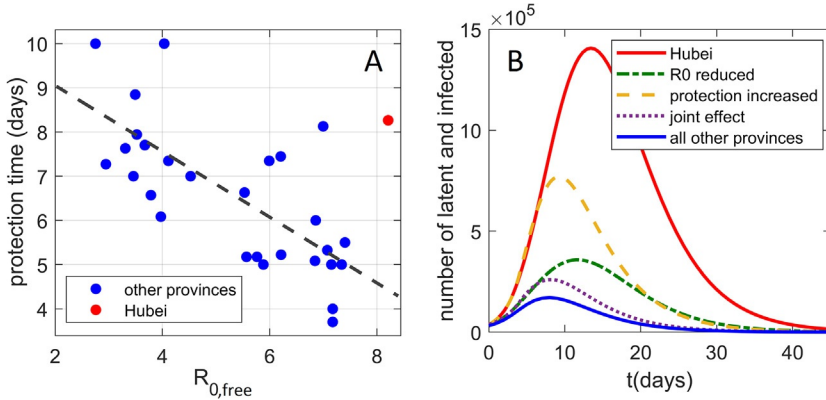 A
protection time (days)
10
9
8
7
6
5
4
2
4
6
8
R0,free
other provinces
Hubei
B
×10^5
number of latent and infected
15
10
5
0
0
10
20
30
40
t(days)
Hubei
R0 reduced
protection increased
joint effect
all other provinces